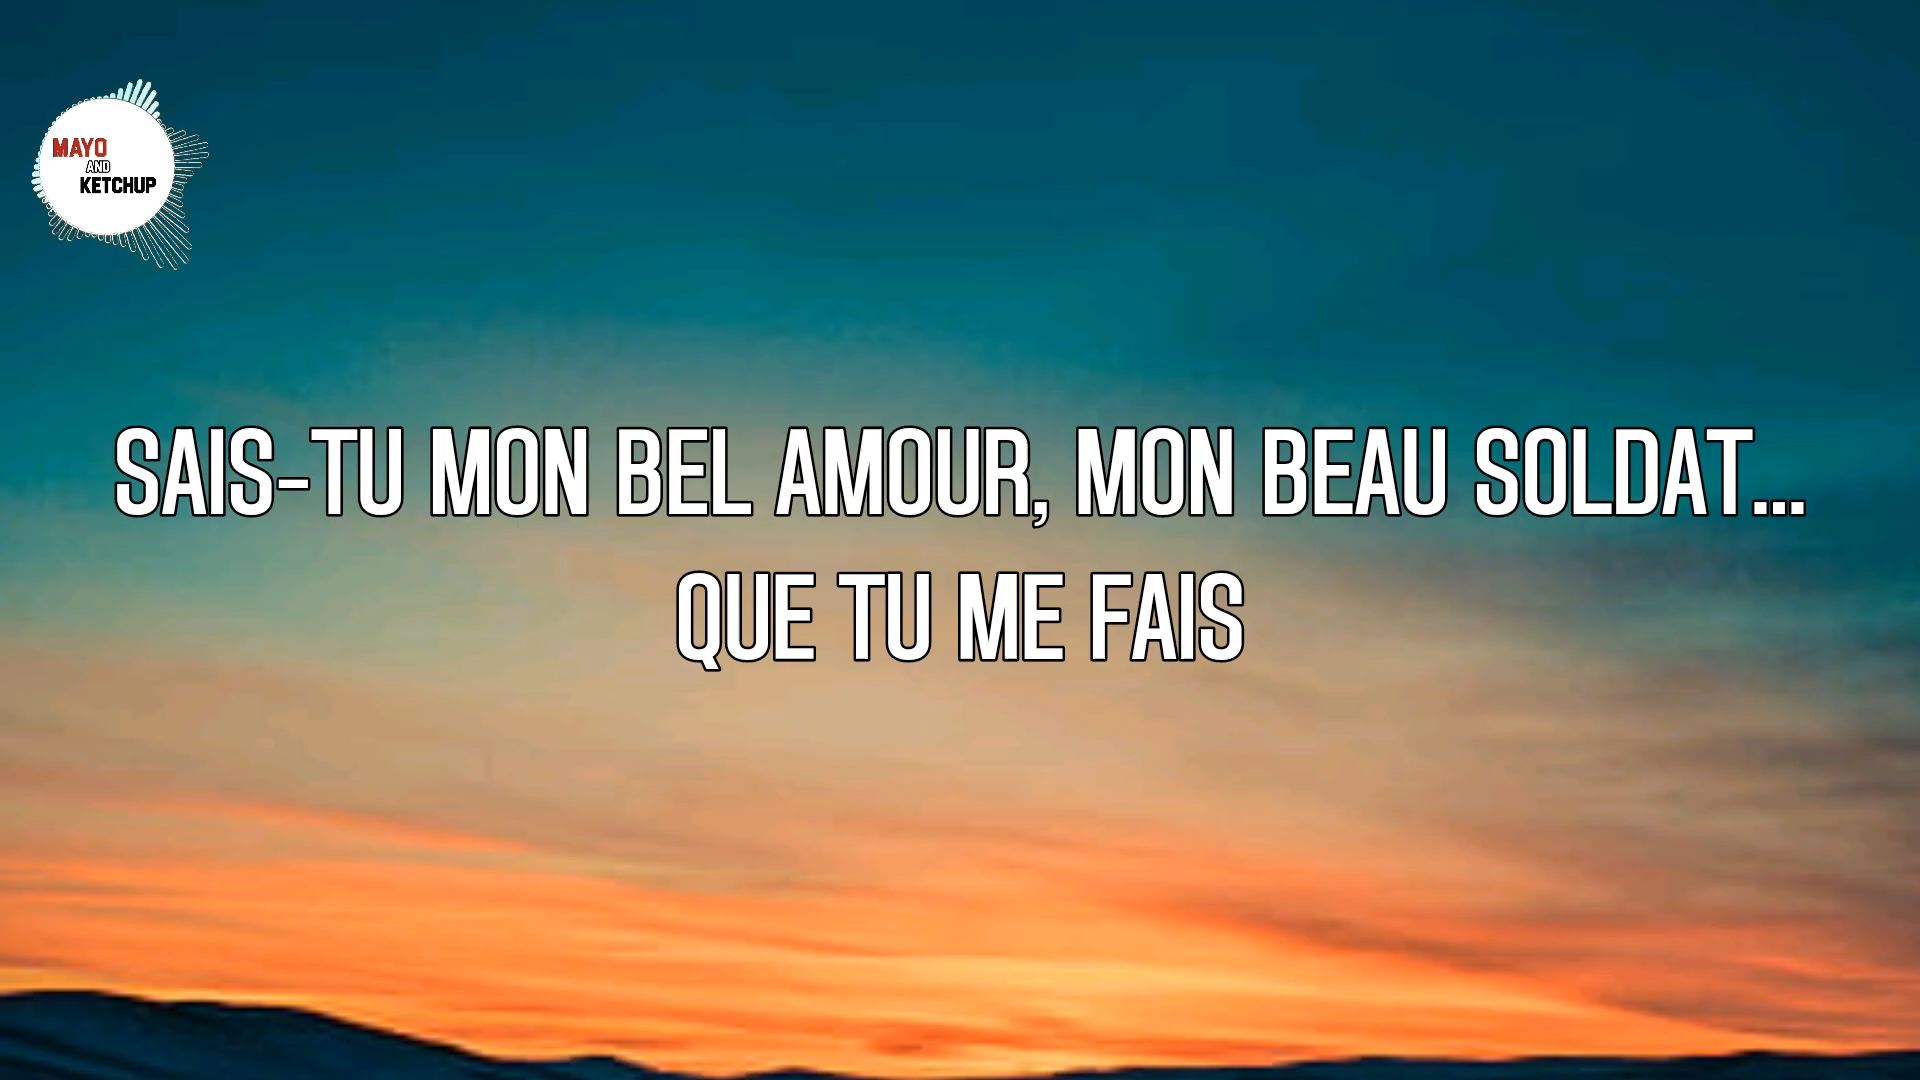 MAYO
AND
KETCHUP
SAIS-TU MON BEL AMOUR, MON BEAU SOLDAT...
QUE TU ME FAIS